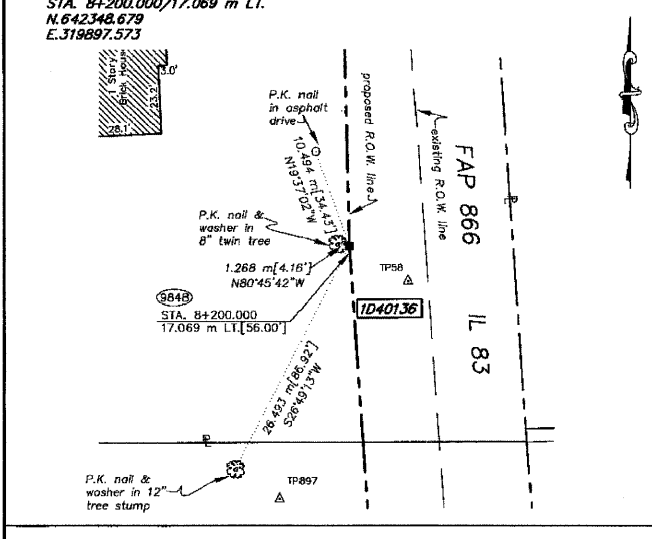 STA. 8+200.000/17.069 m LT.
N.642348.679
E.319897.573
1 Story
Brick House
3.0'
23.2'
28.1'
P.K. nail
in asphalt
drive
10.494 m[34.43']
N19°37'02"W
proposed R.O.W. line
existing R.O.W. line
FAP 866 IL 83
P.K. nail &
washer in
8" twin tree
1.268 m[4.16']
N80°45'42"W
TP58
9848
STA. 8+200.000
17.069 m LT.[56.00']
1D40136
26.493 m[86.92']
S26°49'13"W
P.K. nail &
washer in 12"
tree stump
TP897